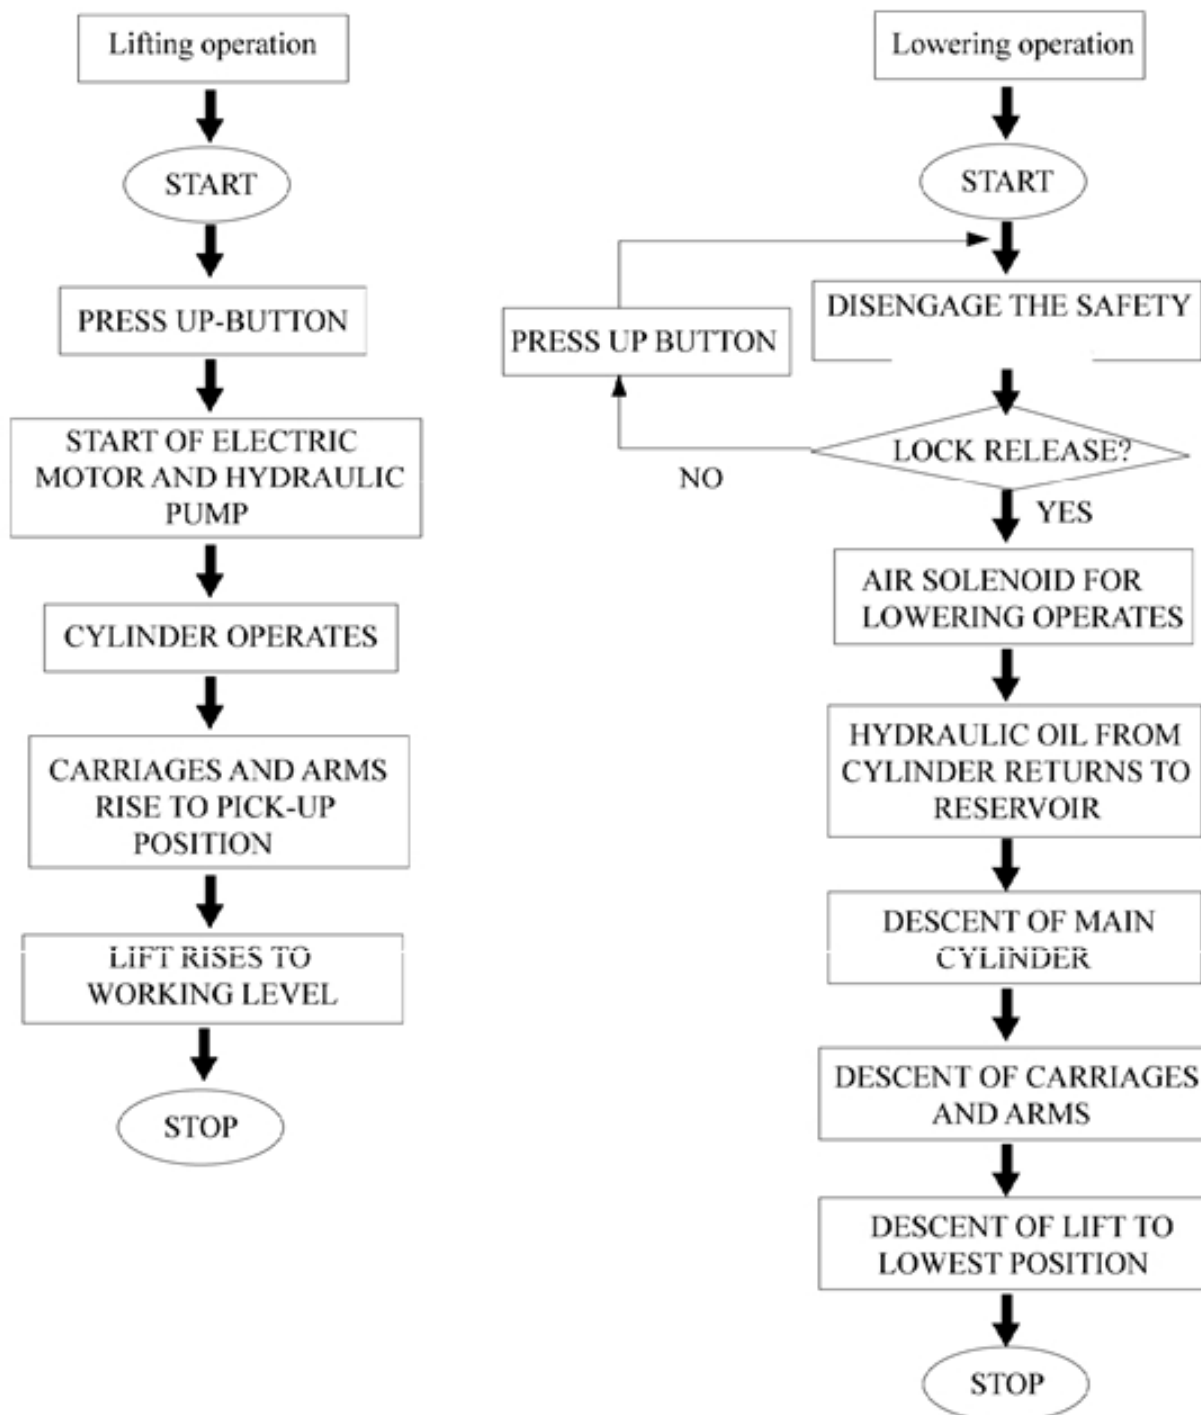 Lifting operation
START
PRESS UP-BUTTON
START OF ELECTRIC
MOTOR AND HYDRAULIC
PUMP
CYLINDER OPERATES
CARRIAGES AND ARMS
RISE TO PICK-UP
POSITION
LIFT RISES TO
WORKING LEVEL
STOP
Lowering operation
START
DISENGAGE THE SAFETY
PRESS UP BUTTON
LOCK RELEASE?
NO
YES
AIR SOLENOID FOR
LOWERING OPERATES
HYDRAULIC OIL FROM
CYLINDER RETURNS TO
RESERVOIR
DESCENT OF MAIN
CYLINDER
DESCENT OF CARRIAGES
AND ARMS
DESCENT OF LIFT TO
LOWEST POSITION
STOP